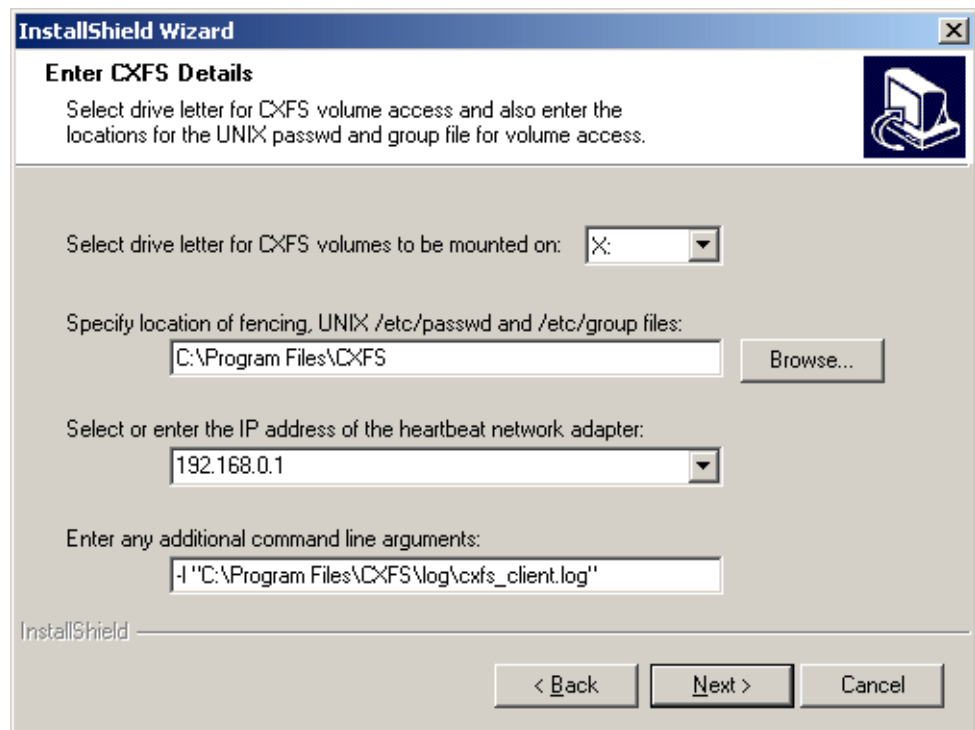 InstallShield Wizard
Enter CXFS Details
Select drive letter for CXFS volume access and also enter the
locations for the UNIX passwd and group file for volume access.
Select drive letter for CXFS volumes to be mounted on: X:
Specify location of fencing, UNIX /etc/passwd and /etc/group files:
C:\Program Files\CXFS Browse...
Select or enter the IP address of the heartbeat network adapter:
192.168.0.1
Enter any additional command line arguments:
-l "C:\Program Files\CXFS\log\cxfs_client.log"
InstallShield
< Back Next > Cancel